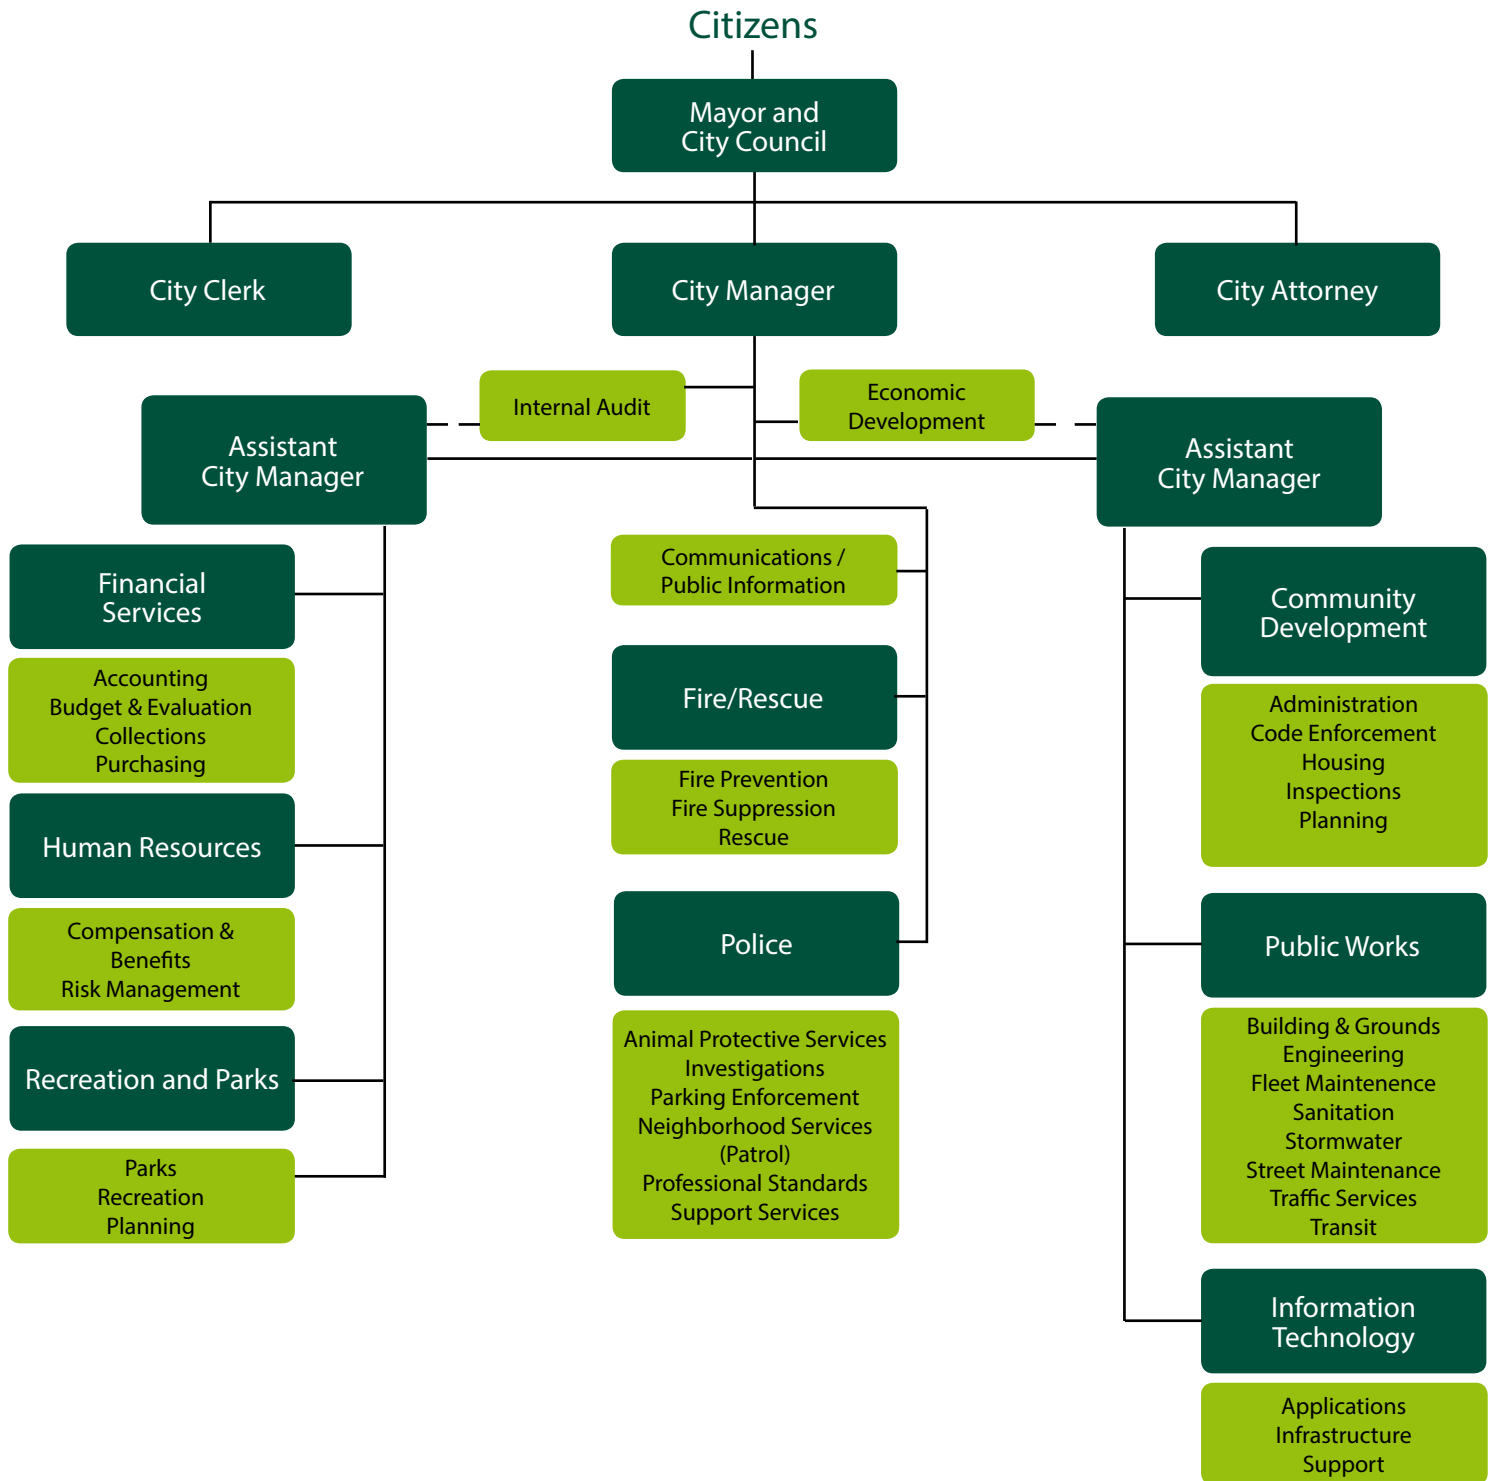 Citizens
Mayor and
City Council
City Clerk
City Manager
City Attorney
Internal Audit
Economic
Development
Assistant
City Manager
Assistant
City Manager
Financial
Services
Accounting
Budget & Evaluation
Collections
Purchasing
Human Resources
Compensation &
Benefits
Risk Management
Recreation and Parks
Parks
Recreation
Planning
Communications /
Public Information
Fire/Rescue
Fire Prevention
Fire Suppression
Rescue
Police
Animal Protective Services
Investigations
Parking Enforcement
Neighborhood Services
(Patrol)
Professional Standards
Support Services
Community
Development
Administration
Code Enforcement
Housing
Inspections
Planning
Public Works
Building & Grounds
Engineering
Fleet Maintenence
Sanitation
Stormwater
Street Maintenance
Traffic Services
Transit
Information
Technology
Applications
Infrastructure
Support